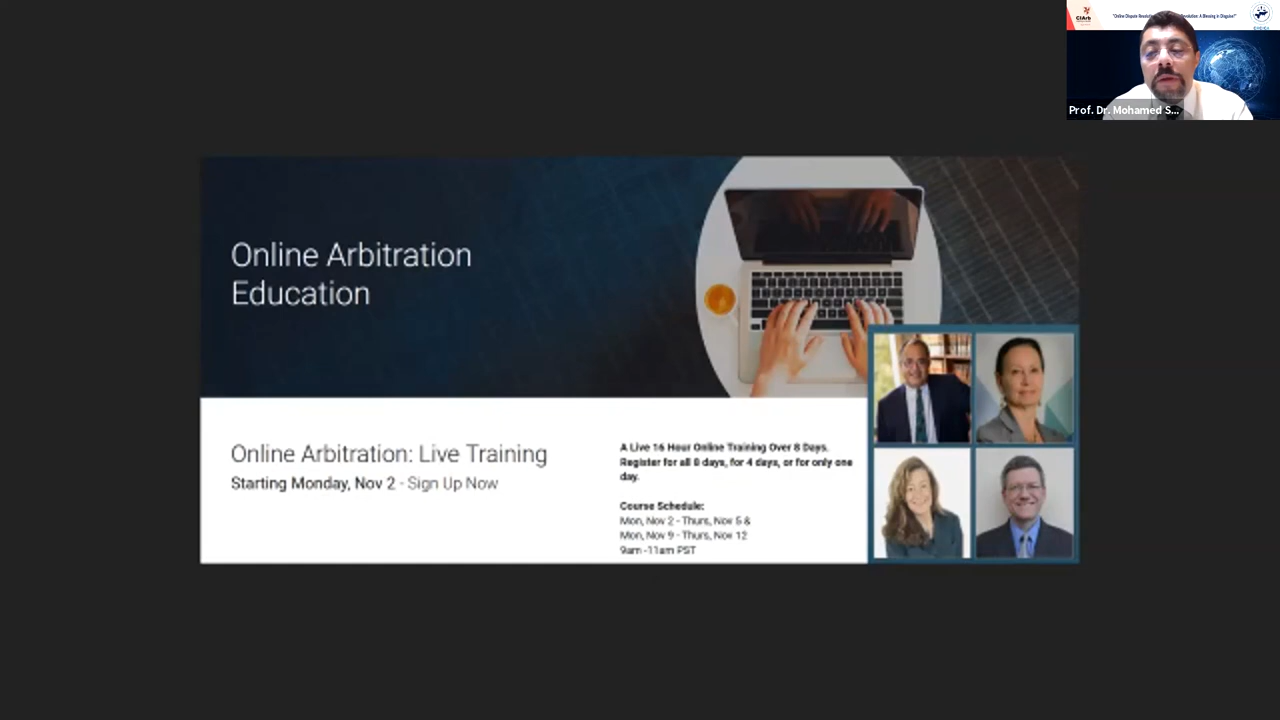 CIArb
Prof. Dr. Mohamed S...
Online Arbitration
Education
Online Arbitration: Live Training
Starting Monday, Nov 2 - Sign Up Now
A Live 16 Hour Online Training Over 8 Days.
Register for all 8 days, for 4 days, or for only one
day.
Course Schedule:
Mon, Nov 2 - Thurs, Nov 5 &
Mon, Nov 9 - Thurs, Nov 12
9am -11am PST